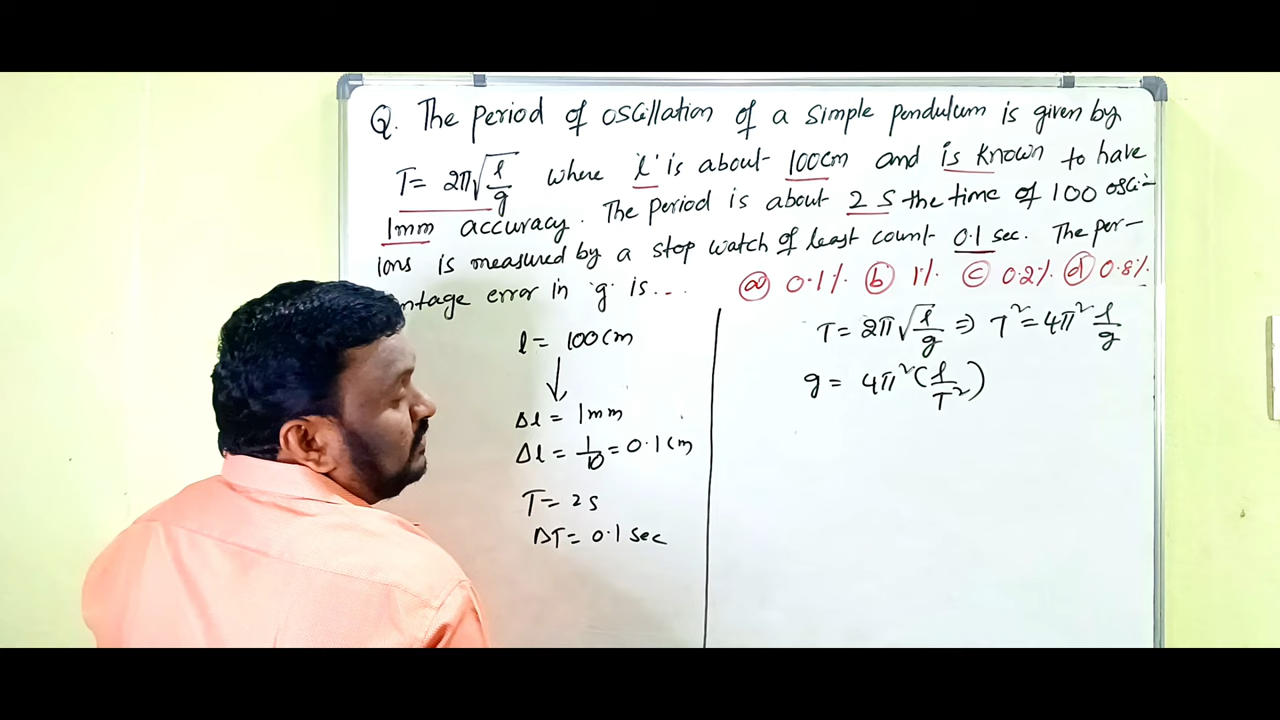 Q. The period of oscillation of a simple pendulum is given by
T = 2π√(l/g) where 'l' is about 100cm and is known to have
1mm accuracy. The period is about 2 s the time of 100 osci-
ions is measured by a stop watch of least count 0.1 sec. The per-
ntage error in 'g' is...
(a) 0.1% (b) 1% (c) 0.2% (d) 0.8%
l = 100cm
Δl = 1mm
Δl = 1/10 = 0.1cm
T = 2s
ΔT = 0.1 sec
T = 2π√(l/g) ⇒ T² = 4π² l/g
g = 4π² (l/T²)